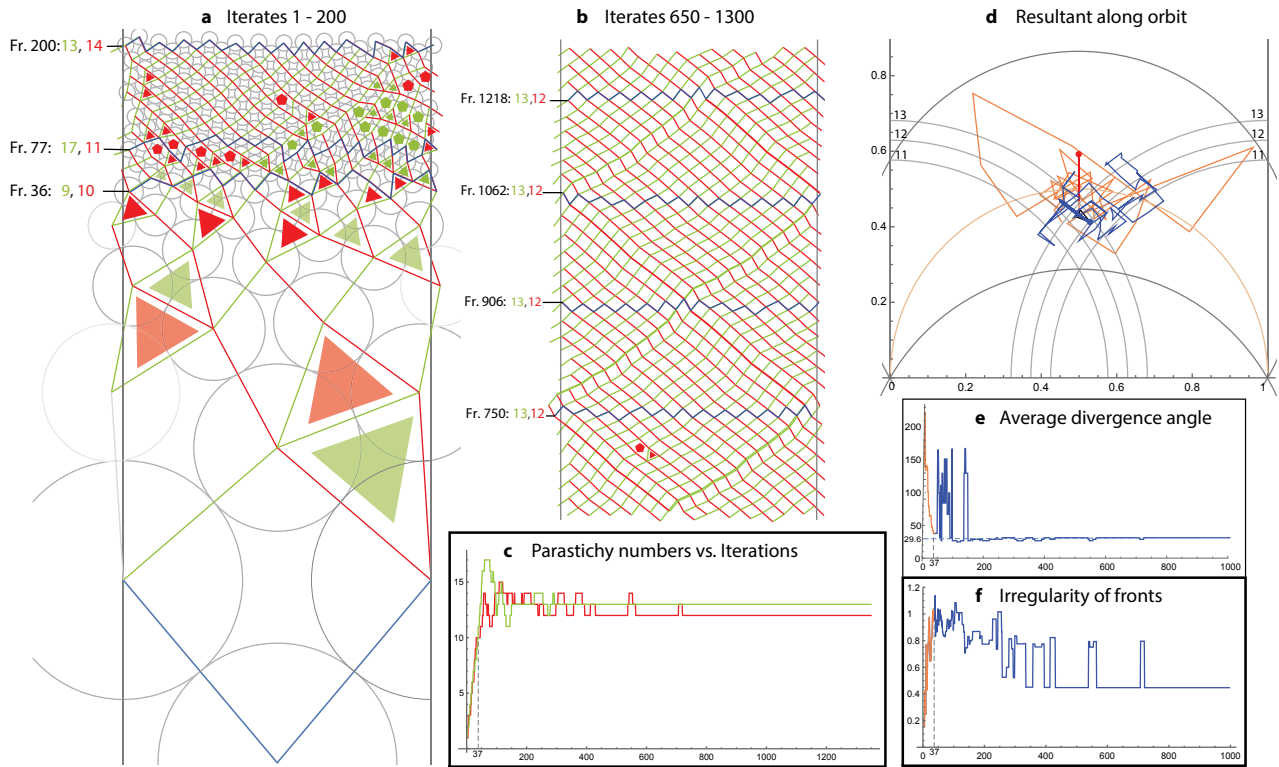 a Iterates 1 - 200
Fr. 200: 13, 14
Fr. 77: 17, 11
Fr. 36: 9, 10
b Iterates 650 - 1300
Fr. 1218: 13,12
Fr. 1062: 13,12
Fr. 906: 13,12
Fr. 750: 13,12
c Parastichy numbers vs. Iterations
15
10
5
37
200 400 600 800 1000 1200
d Resultant along orbit
0.8
0.6
0.4
0.2
13
12
11
13
12
11
0 0.2 0.4 0.6 0.8 1
e Average divergence angle
200
150
100
50
29.6
0
37
0 200 400 600 800 1000
f Irregularity of fronts
1.2
1
0.8
0.6
0.4
0.2
37
0 200 400 600 800 1000